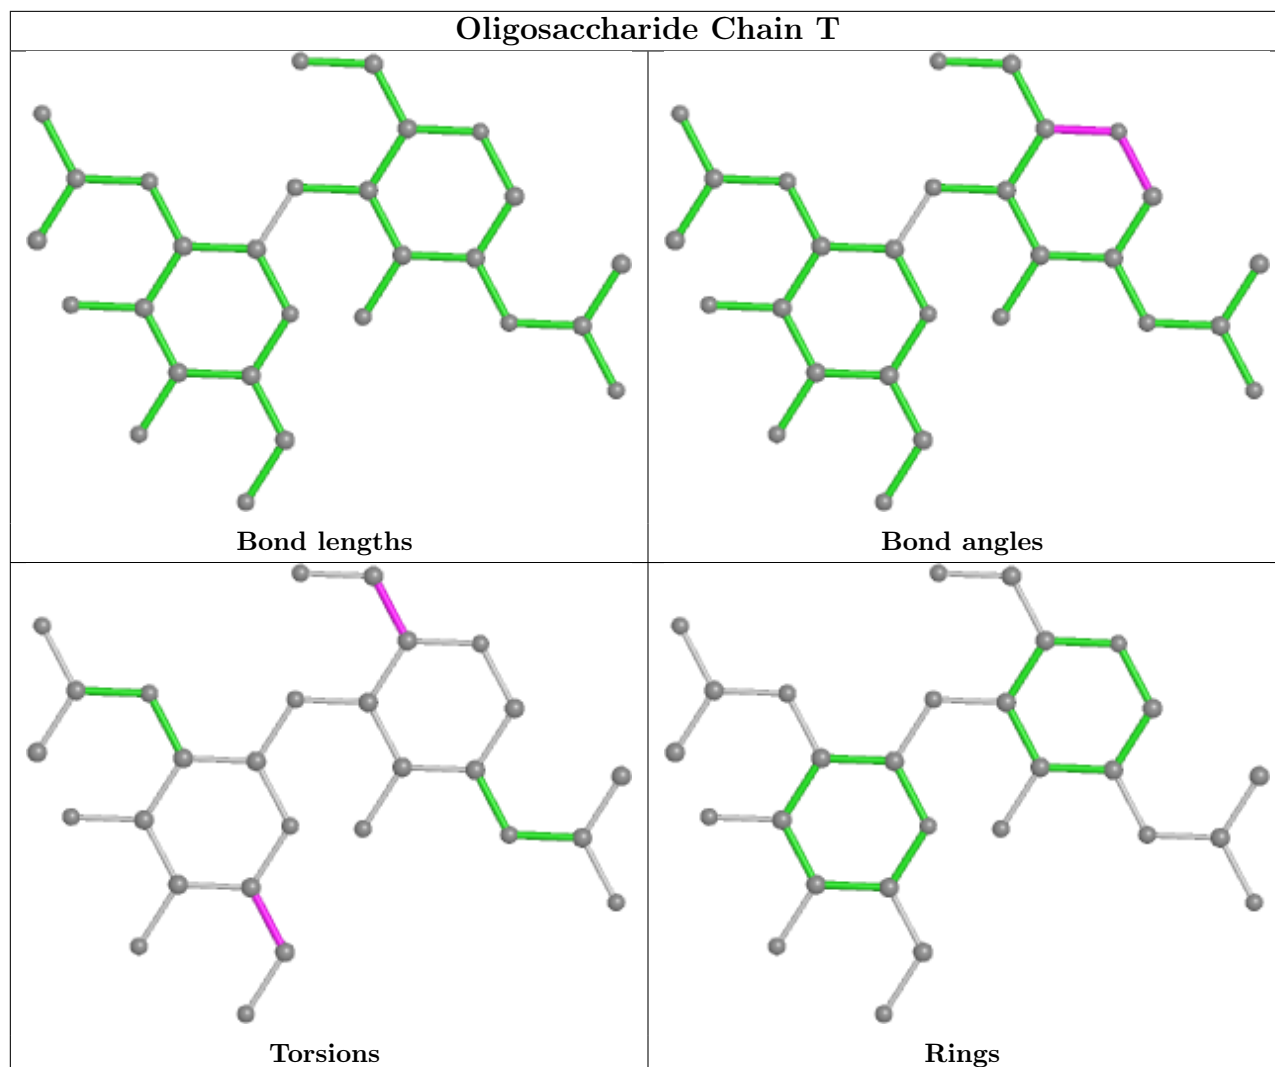 Oligosaccharide Chain T
Bond lengths
Bond angles
Torsions
Rings